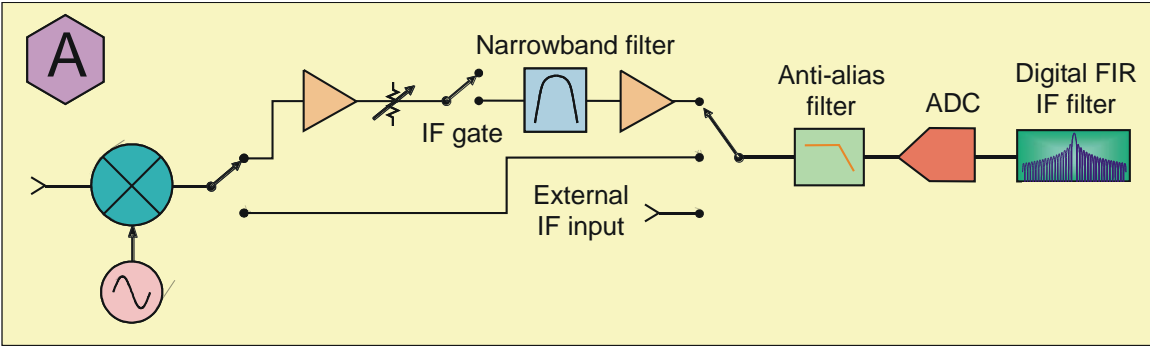 A
Narrowband filter
IF gate
External
IF input
Anti-alias
filter
ADC
Digital FIR
IF filter